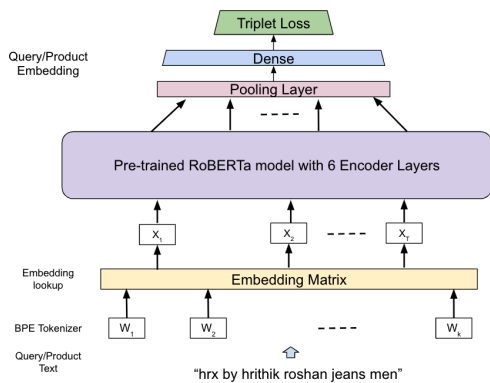 Triplet Loss
Query/Product
Embedding
Dense
Pooling Layer
Pre-trained RoBERTa model with 6 Encoder Layers
X1 X2 XT
Embedding
lookup
Embedding Matrix
BPE Tokenizer
W1 W2 Wk
Query/Product
Text
“hrx by hrithik roshan jeans men”